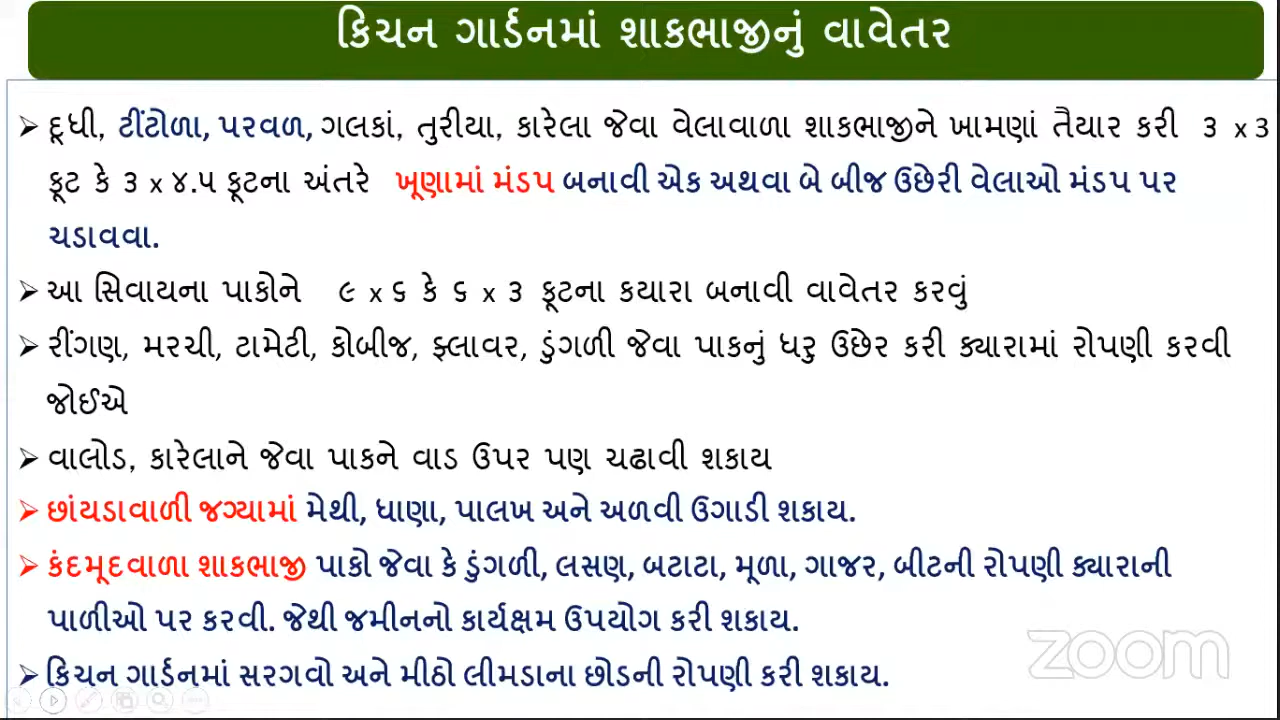 કિચન ગાર્ડનમાં શાકભાજીનું વાવેતર
➢ દૂધી, ટીંટોળા, પરવળ, ગલકાં, તુરીયા, કારેલા જેવા વેલાવાળા શાકભાજીને ખામણાં તૈયાર કરી ૩ x ૩
ફૂટ કે ૩ x ૪.૫ ફૂટના અંતરે ખૂણામાં મંડપ બનાવી એક અથવા બે બીજ ઉછેરી વેલાઓ મંડપ પર
ચડાવવા.
➢ આ સિવાયના પાકોને ૯ x ૬ કે ૬ x ૩ ફૂટના કયારા બનાવી વાવેતર કરવું
➢ રીંગણ, મરચી, ટામેટી, કોબીજ, ફ્લાવર, ડુંગળી જેવા પાકનું ધરુ ઉછેર કરી ક્યારામાં રોપણી કરવી
જોઈએ
➢ વાલોડ, કારેલાને જેવા પાકને વાડ ઉપર પણ ચઢાવી શકાય
➢ છાંયડાવાળી જગ્યામાં મેથી, ધાણા, પાલખ અને અળવી ઉગાડી શકાય.
➢ કંદમૂદવાળા શાકભાજી પાકો જેવા કે ડુંગળી, લસણ, બટાટા, મૂળા, ગાજર, બીટની રોપણી ક્યારાની
પાળીઓ પર કરવી. જેથી જમીનનો કાર્યક્ષમ ઉપયોગ કરી શકાય.
➢ કિચન ગાર્ડનમાં સરગવો અને મીઠો લીમડાના છોડની રોપણી કરી શકાય.
zoom